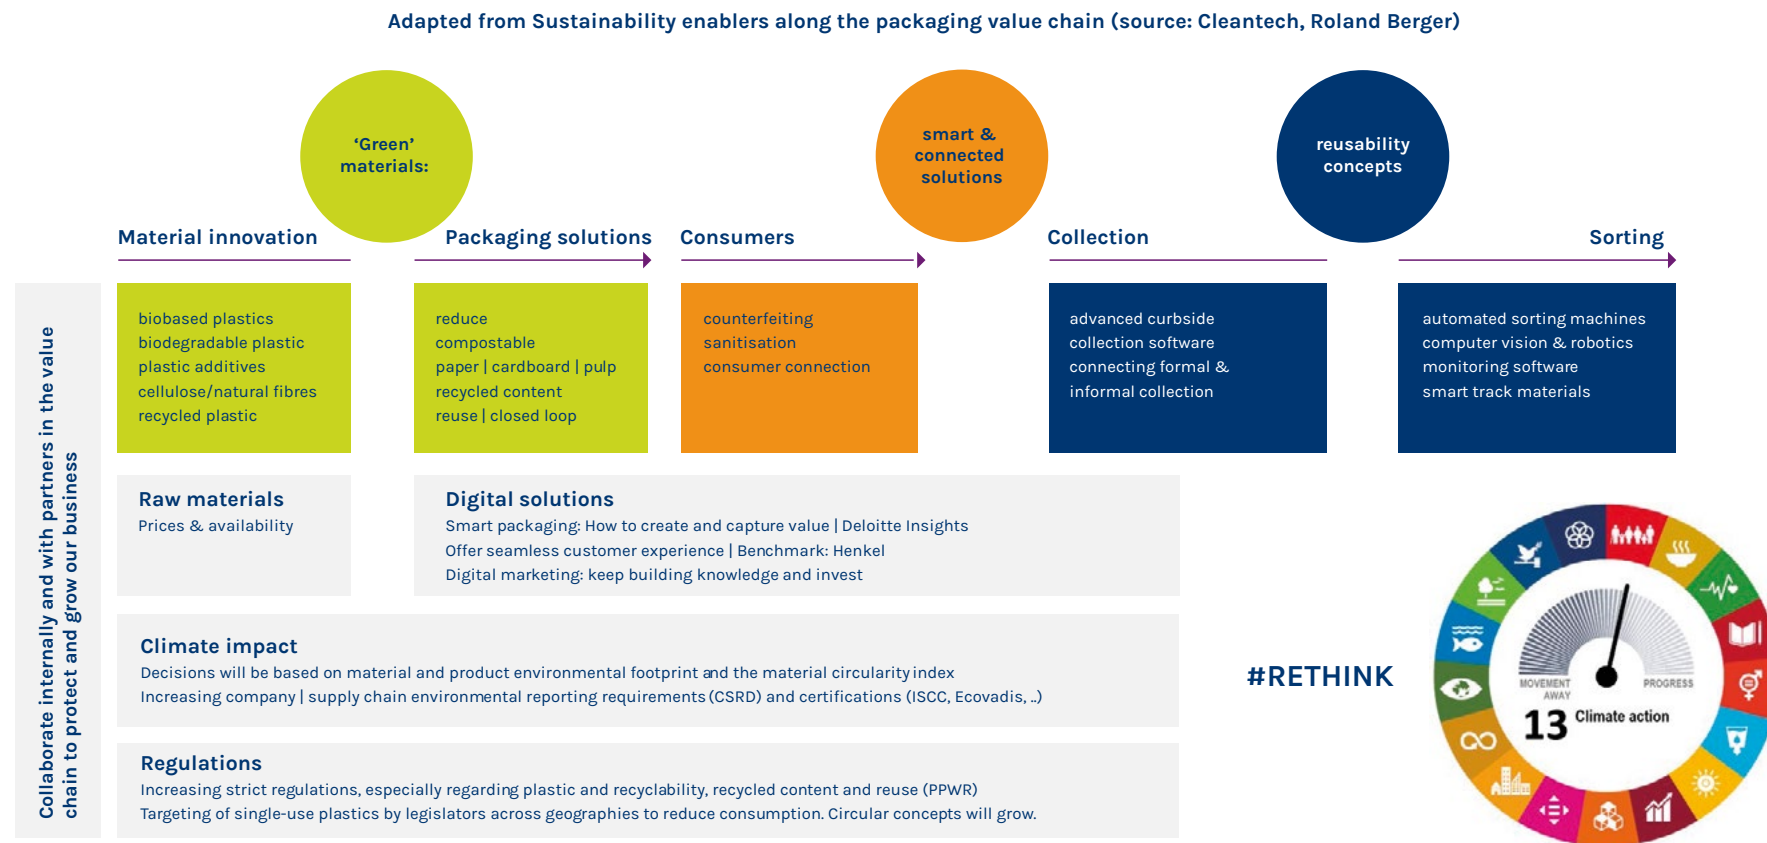 Adapted from Sustainability enablers along the packaging value chain (source: Cleantech, Roland Berger)
‘Green’
materials:
smart &
connected
solutions
reusability
concepts
Material innovation
Packaging solutions
Consumers
Collection
Sorting
biobased plastics
biodegradable plastic
plastic additives
cellulose/natural fibres
recycled plastic
reduce
compostable
paper | cardboard | pulp
recycled content
reuse | closed loop
counterfeiting
sanitisation
consumer connection
advanced curbside
collection software
connecting formal &
informal collection
automated sorting machines
computer vision & robotics
monitoring software
smart track materials
Collaborate internally and with partners in the value
chain to protect and grow our business
Raw materials
Prices & availability
Digital solutions
Smart packaging: How to create and capture value | Deloitte Insights
Offer seamless customer experience | Benchmark: Henkel
Digital marketing: keep building knowledge and invest
Climate impact
Decisions will be based on material and product environmental footprint and the material circularity index
Increasing company | supply chain environmental reporting requirements (CSRD) and certifications (ISCC, Ecovadis, ..)
Regulations
Increasing strict regulations, especially regarding plastic and recyclability, recycled content and reuse (PPWR)
Targeting of single-use plastics by legislators across geographies to reduce consumption. Circular concepts will grow.
#RETHINK
MOVEMENT
AWAY
PROGRESS
13 Climate action